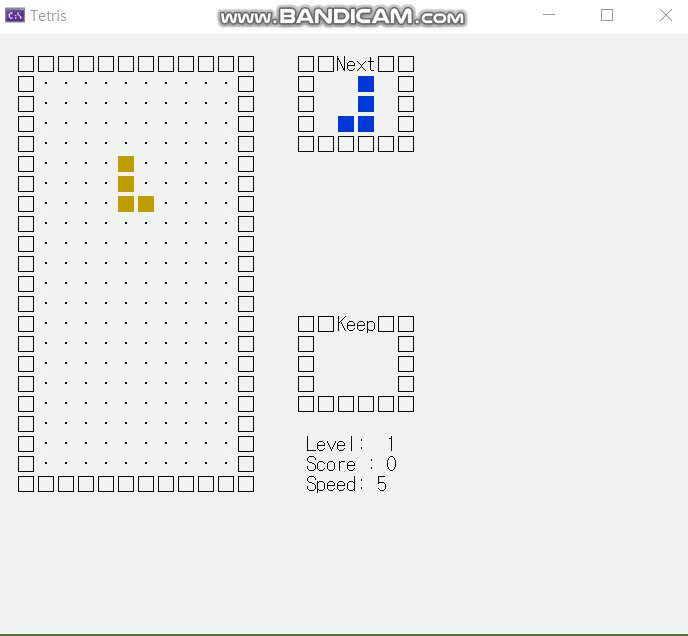 Tetris
www.BANDICAM.com
Next
Keep
Level: 1
Score : 0
Speed: 5